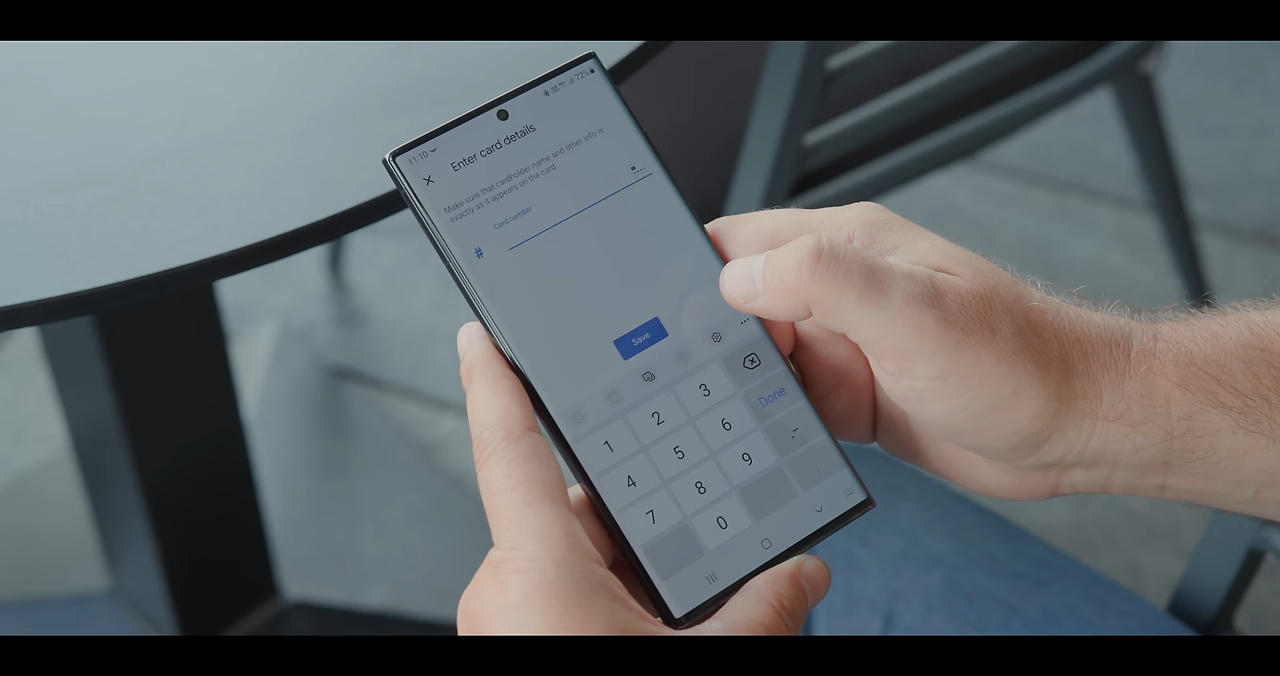 11:10
72%
Enter card details
Make sure that cardholder name and other info is
exactly as it appears on the card.
Card number
#
Save
1 2 3
4 5 6 Done
7 8 9 .-
0 ,